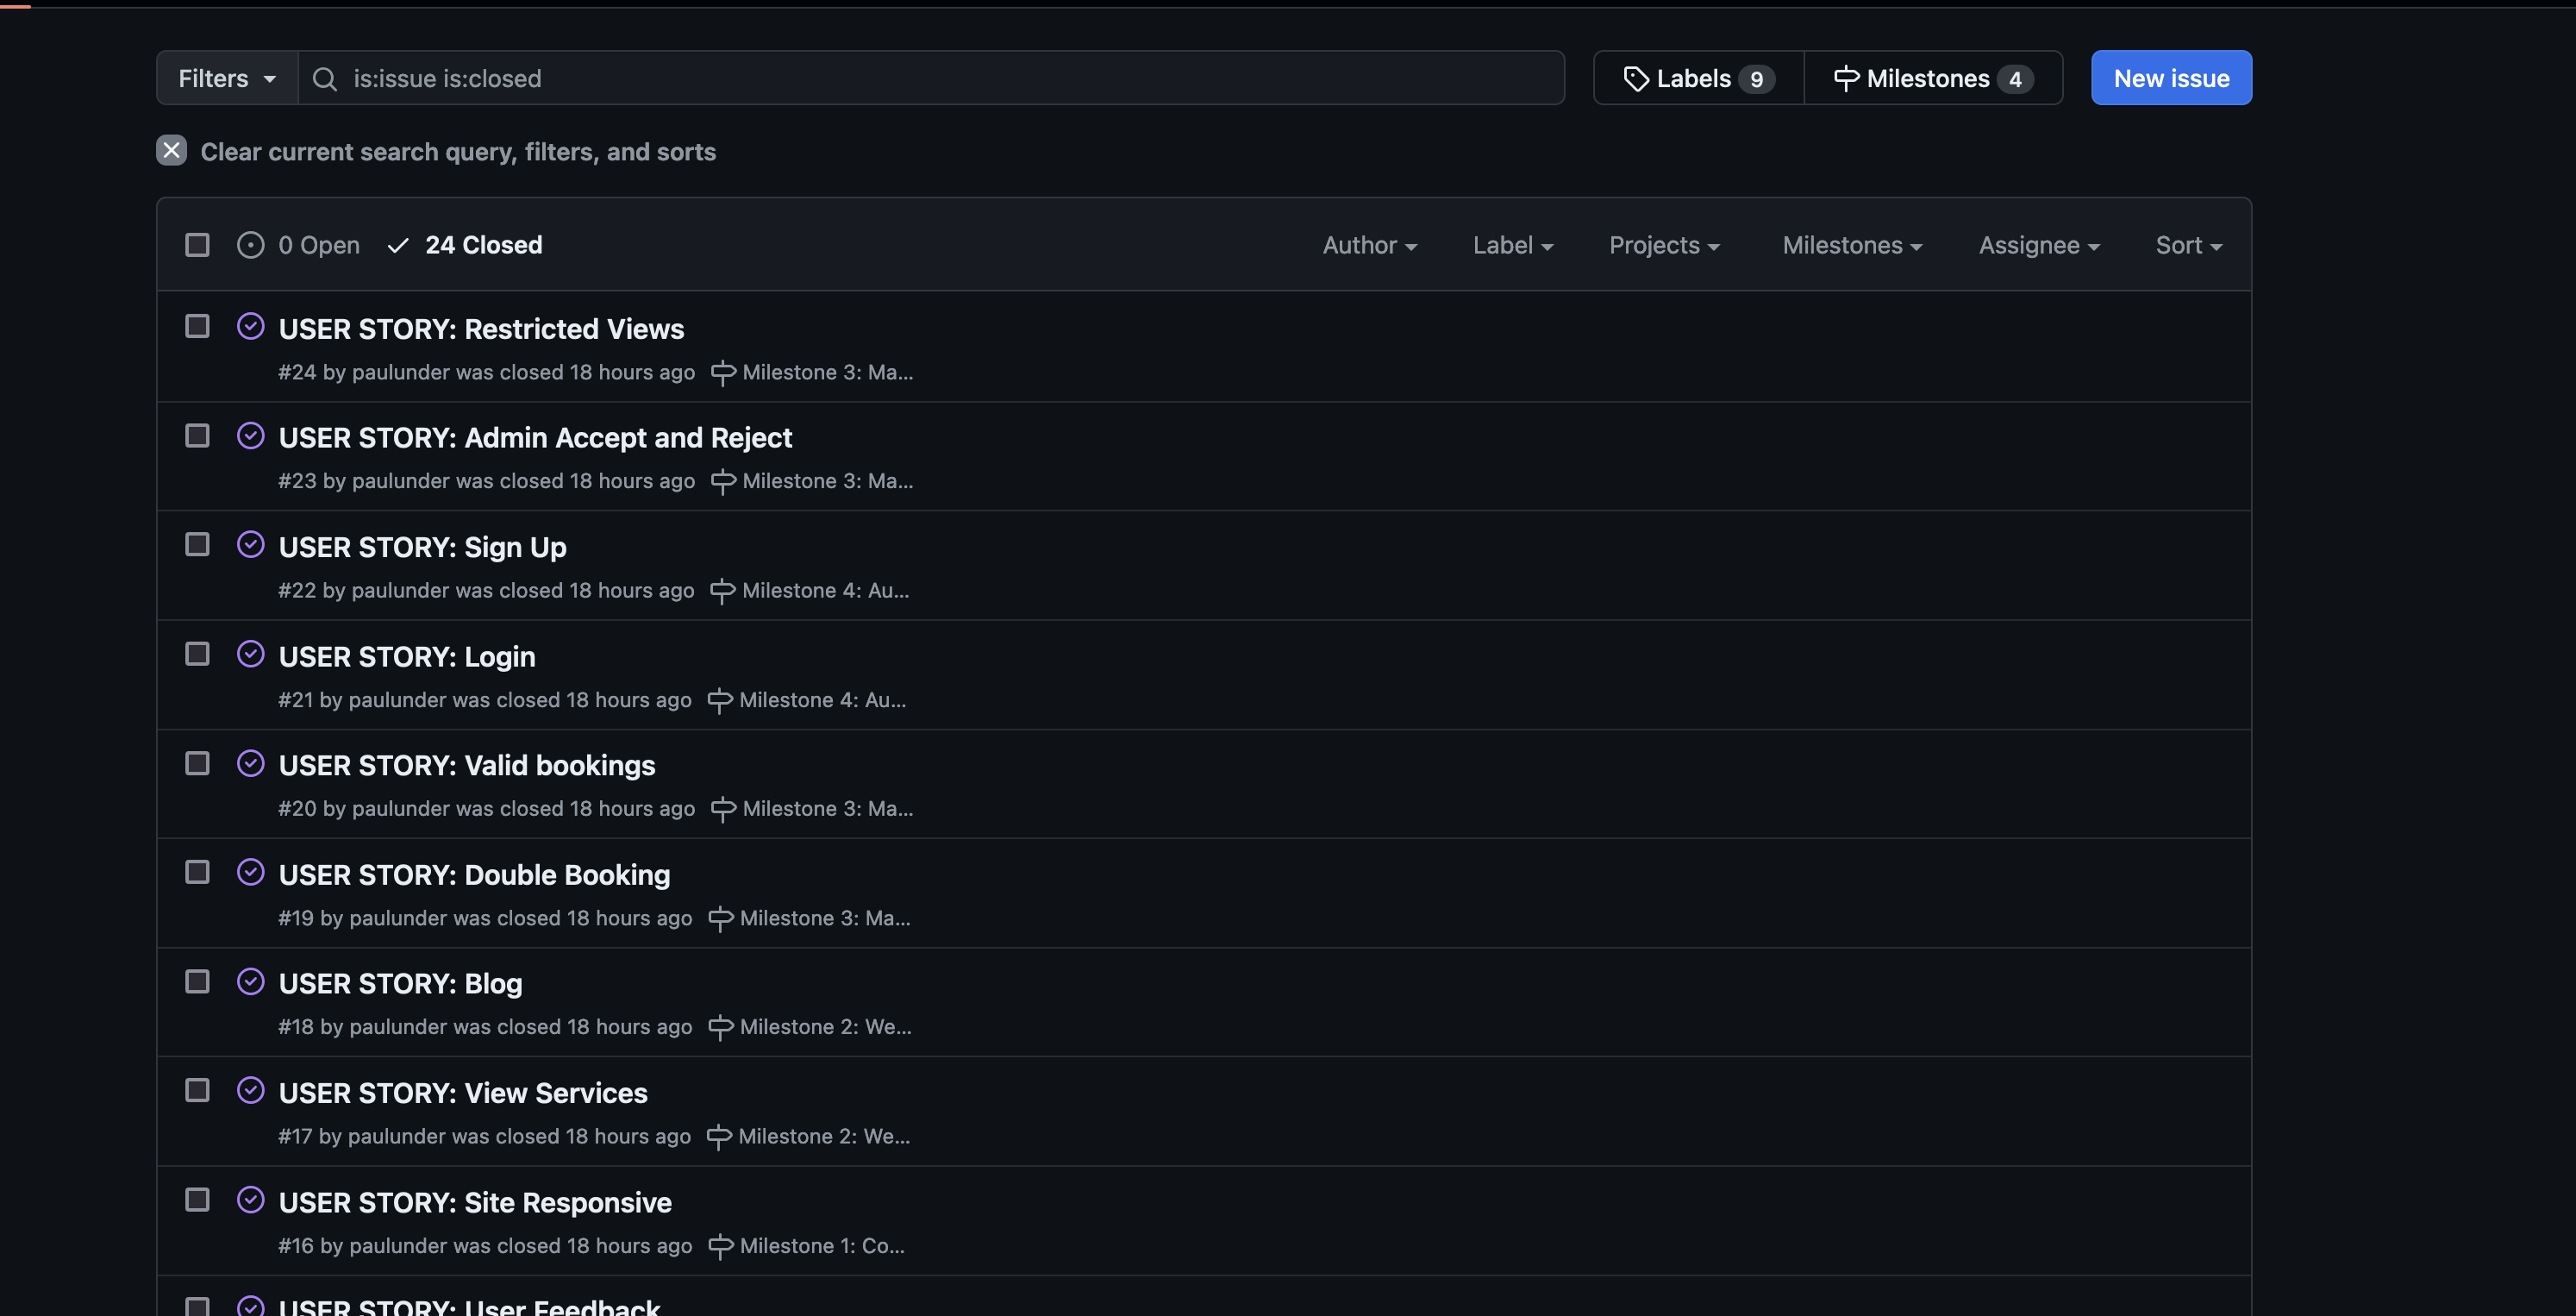 Filters is:issue is:closed Labels 9 Milestones 4 New issue
Clear current search query, filters, and sorts
0 Open 24 Closed Author Label Projects Milestones Assignee Sort
USER STORY: Restricted Views
#24 by paulunder was closed 18 hours ago Milestone 3: Ma...
USER STORY: Admin Accept and Reject
#23 by paulunder was closed 18 hours ago Milestone 3: Ma...
USER STORY: Sign Up
#22 by paulunder was closed 18 hours ago Milestone 4: Au...
USER STORY: Login
#21 by paulunder was closed 18 hours ago Milestone 4: Au...
USER STORY: Valid bookings
#20 by paulunder was closed 18 hours ago Milestone 3: Ma...
USER STORY: Double Booking
#19 by paulunder was closed 18 hours ago Milestone 3: Ma...
USER STORY: Blog
#18 by paulunder was closed 18 hours ago Milestone 2: We...
USER STORY: View Services
#17 by paulunder was closed 18 hours ago Milestone 2: We...
USER STORY: Site Responsive
#16 by paulunder was closed 18 hours ago Milestone 1: Co...
USER STORY: User Feedback